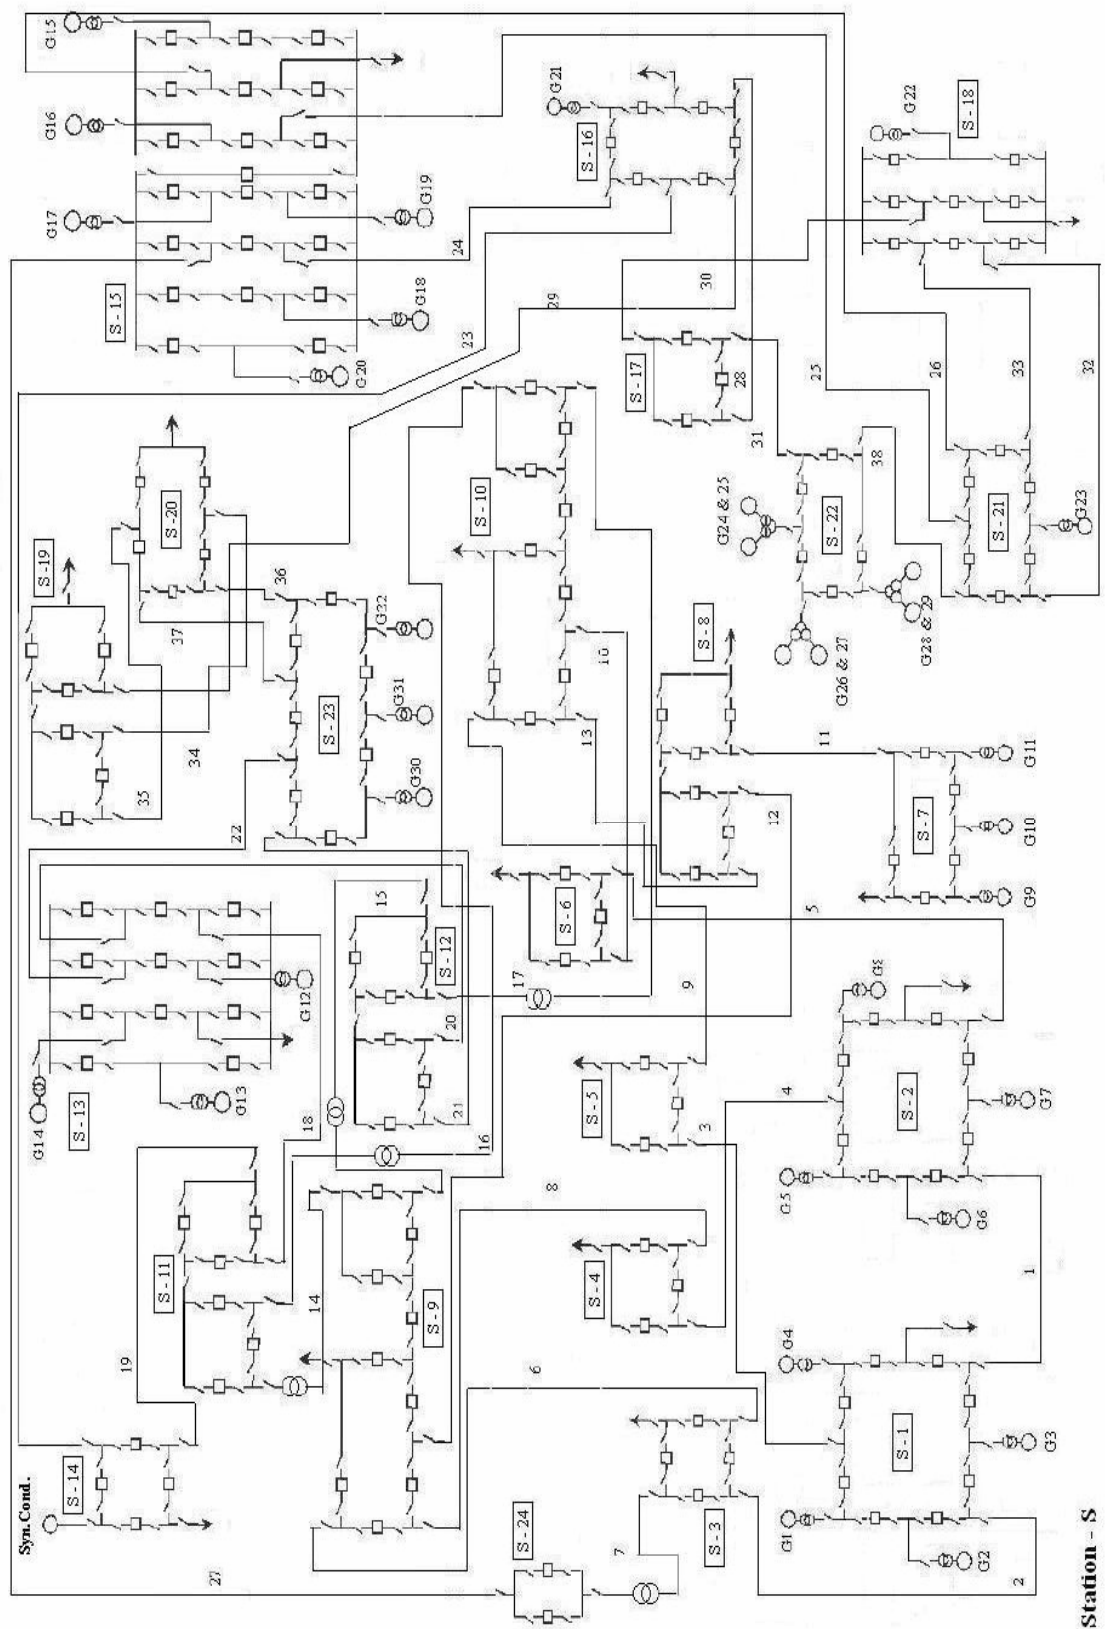 G15
G16
G17
G19
G18
G20
S - 15
G21
S - 16
G22
S - 18
24
23
29
30
S - 17
28
31
25
26
33
32
S - 19
S -20
S - 10
G24 & 25
38
S - 22
S - 21
G23
G26 & 27
G28 & 29
36
37
G32
G31
G30
S - 23
34
35
22
10
13
S - 8
11
12
S - 7
G11
G10
G9
S - 6
5
15
S - 12
17
20
21
9
G12
G13
G14
S - 13
18
16
S - 5
3
4
G8
S - 2
G7
G5
G6
8
19
S - 11
14
S - 9
S - 4
6
1
G4
S - 1
G3
G1
G2
2
S - 14
Syn.Cond.
S - 3
7
S - 24
27
Station - S